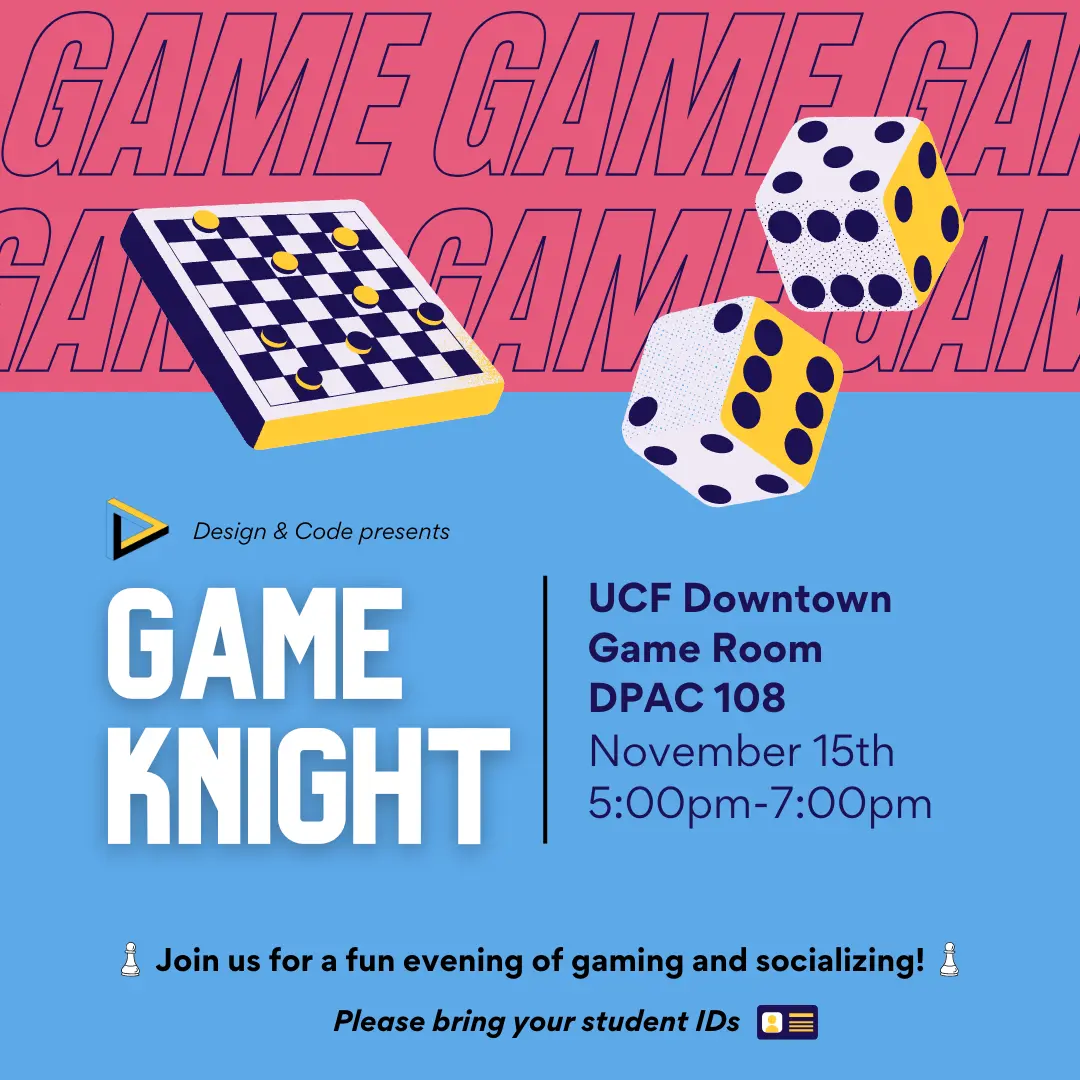 GAME GAME GAM
GAME GAME GAM
Design & Code presents
GAME
KNIGHT
UCF Downtown
Game Room
DPAC 108
November 15th
5:00pm-7:00pm
Join us for a fun evening of gaming and socializing!
Please bring your student IDs